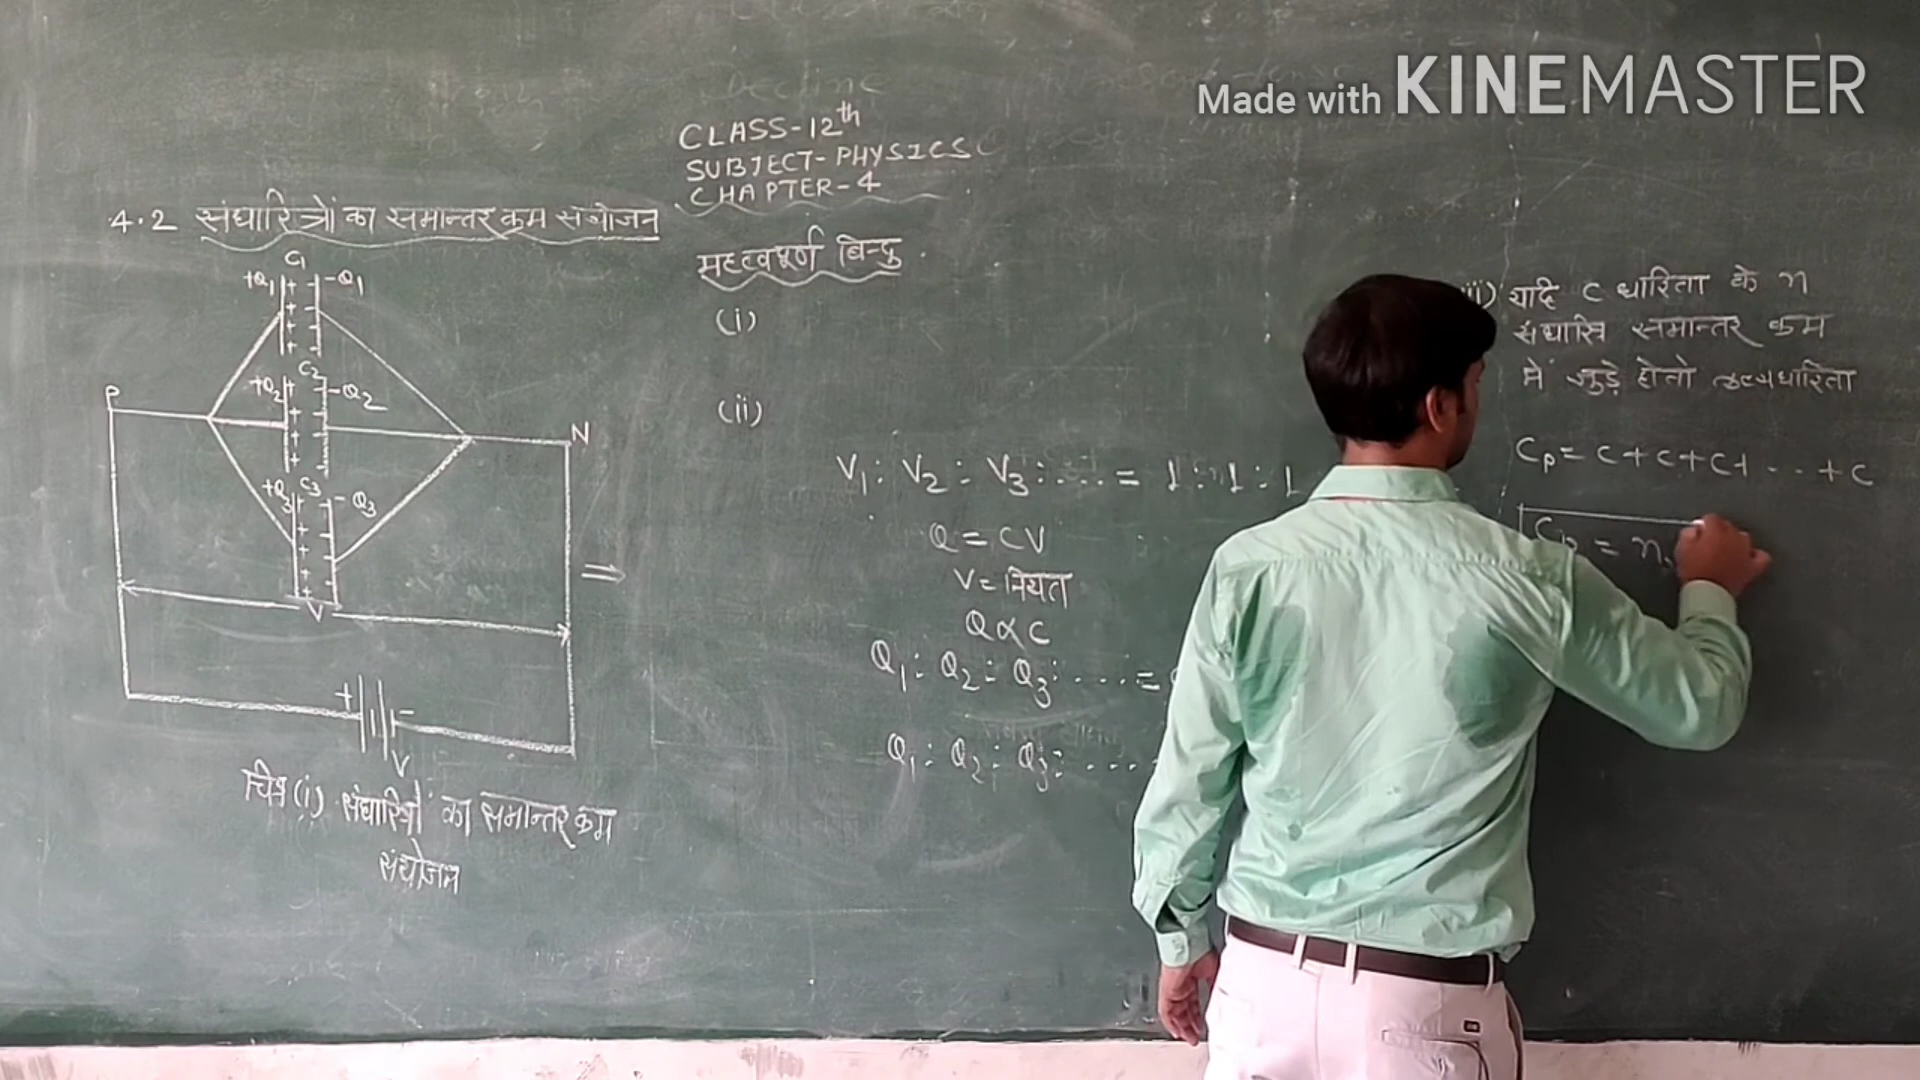 Made with KINEMASTER
CLASS-12th
SUBJECT-PHYSICS
CHAPTER-4
4.2 संधारित्रों का समान्तर क्रम संयोजन
महत्वपूर्ण बिन्दु
(i)
(ii)
V1 : V2 : V3 : .... = 1 : 1 : 1
Q = CV
V = नियत
Q ∝ C
Q1 : Q2 : Q3 : .... =
Q1 : Q2 : Q3 : ....
C1
+Q1 -Q1
C2
+Q2 -Q2
C3
+Q3 -Q3
P
N
V
⇒
+ -
V
चित्र (i) संधारित्रों का समान्तर क्रम
संयोजन
यदि C धारिता के n
संधारित्र समान्तर क्रम
में जुड़े हो तो तुल्यधारिता
Cp = C + C + C + ... + C
Cp = n